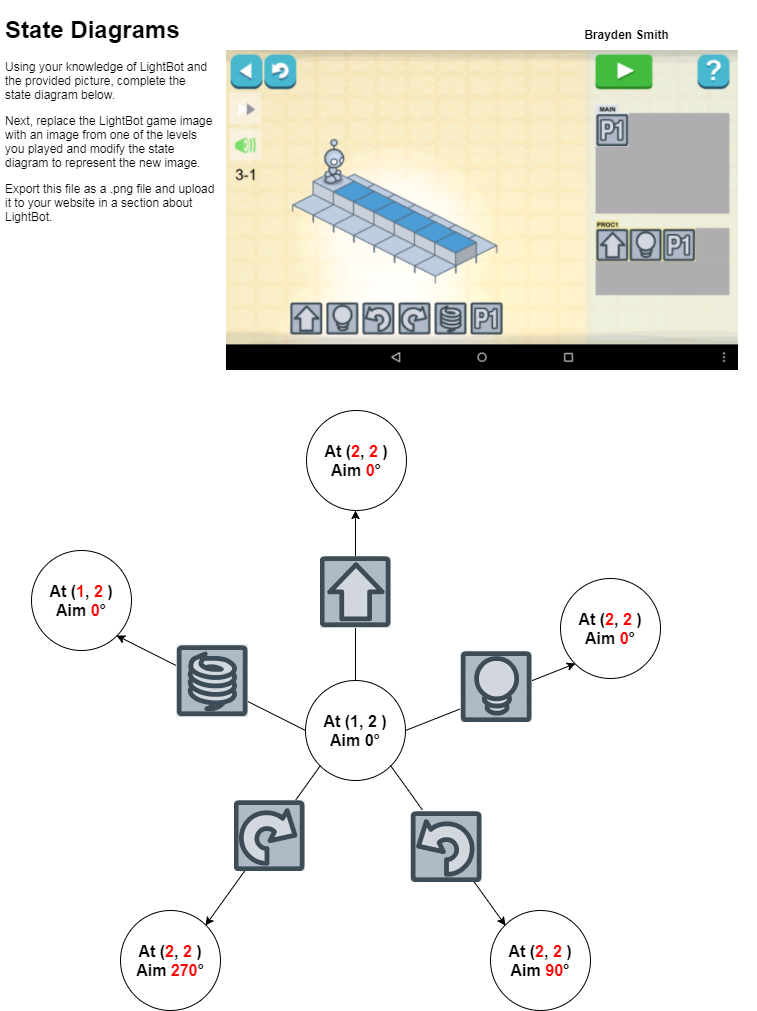 State Diagrams
Brayden Smith
Using your knowledge of LightBot and
the provided picture, complete the
state diagram below.
Next, replace the LightBot game image
with an image from one of the levels
you played and modify the state
diagram to represent the new image.
Export this file as a .png file and upload
it to your website in a section about
LightBot.
?
3-1
MAIN
P1
PROC1
P1
P1
At (2, 2 )
Aim 0°
At (1, 2 )
Aim 0°
At (2, 2 )
Aim 0°
At (1, 2 )
Aim 0°
At (2, 2 )
Aim 270°
At (2, 2 )
Aim 90°